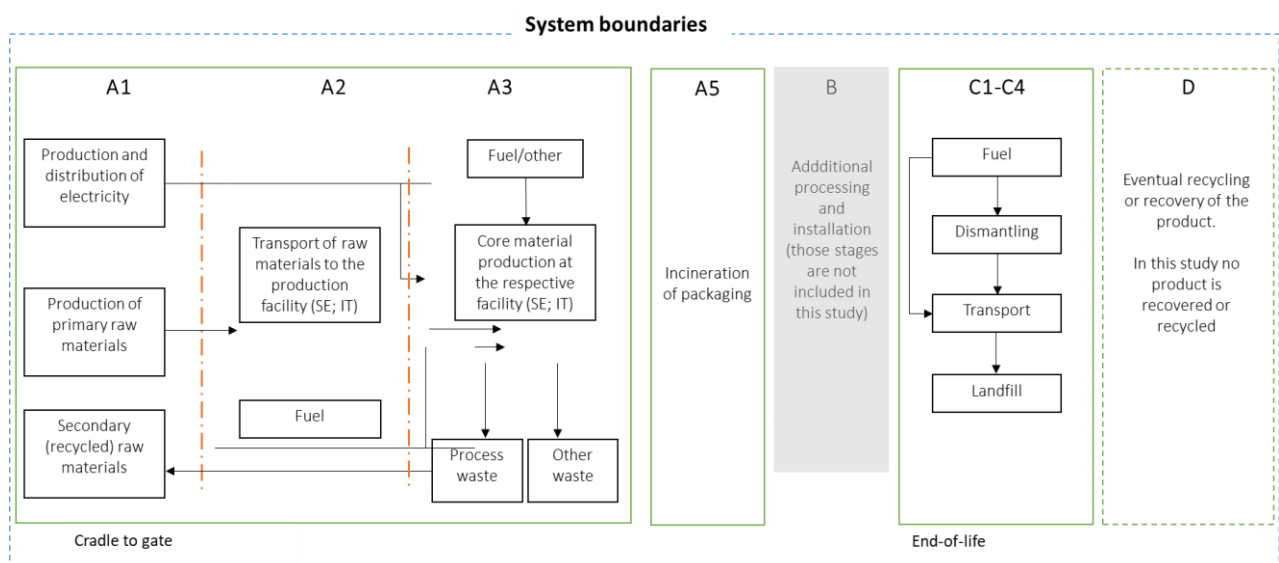 System boundaries
A1
Production and
distribution of
electricity
Production of
primary raw
materials
Secondary
(recycled) raw
materials
A2
Transport of raw
materials to the
production
facility (SE; IT)
Fuel
A3
Fuel/other
Core material
production at
the respective
facility (SE; IT)
Process
waste
Other
waste
Cradle to gate
A5
Incineration
of packaging
B
Addditional
processing
and
installation
(those stages
are not
included in
this study)
C1-C4
Fuel
Dismantling
Transport
Landfill
End-of-life
D
Eventual recycling
or recovery of the
product.
In this study no
product is
recovered or
recycled